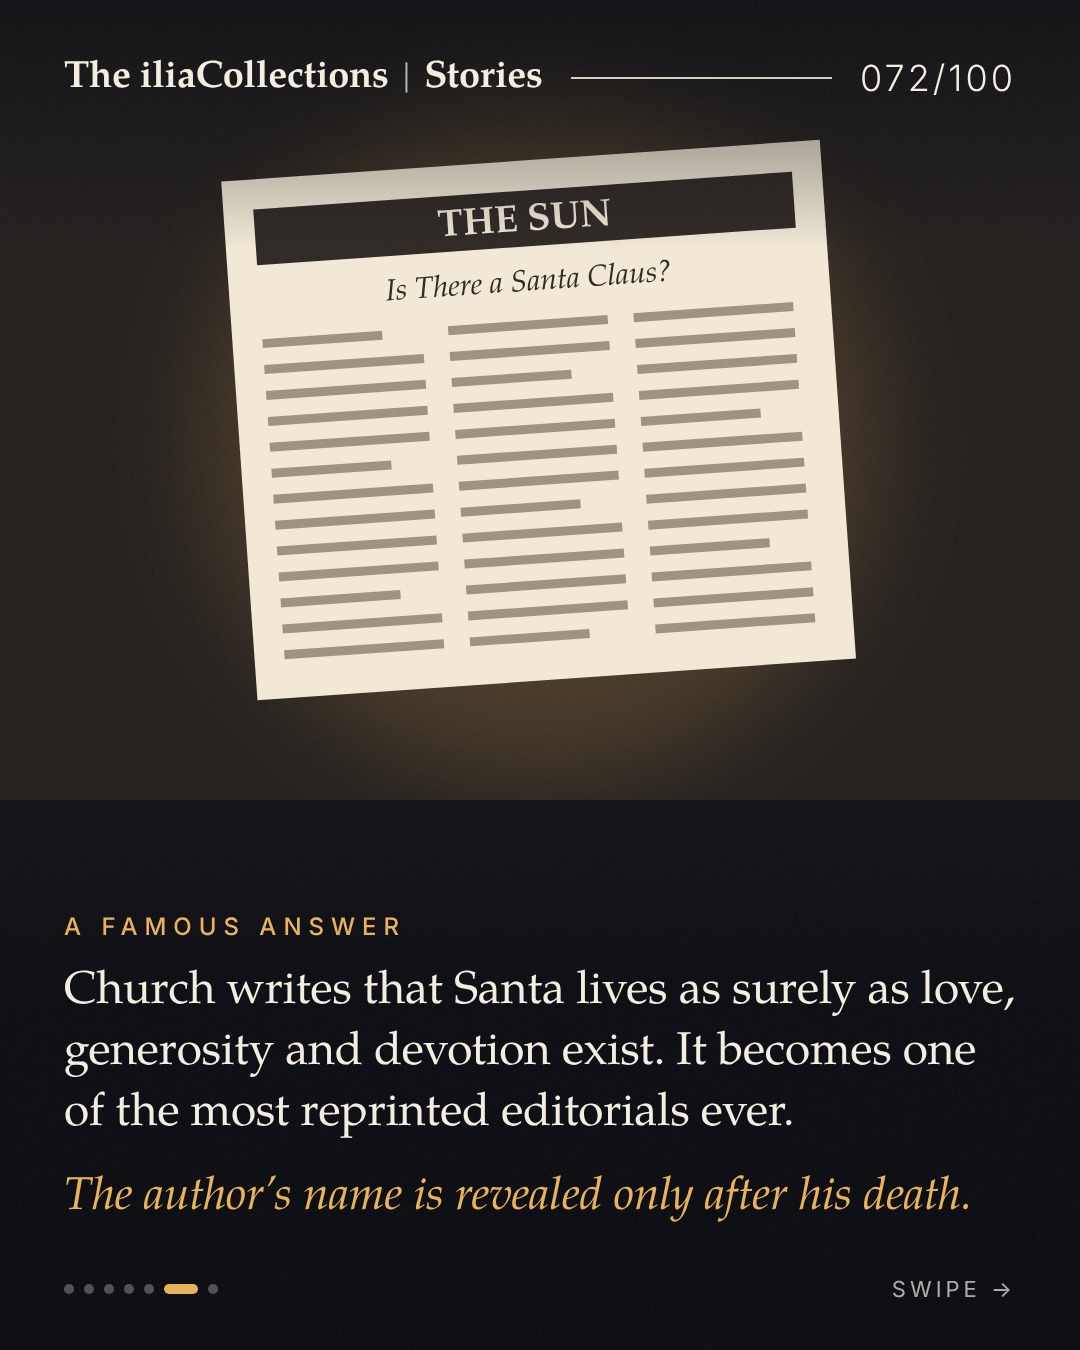 The iliaCollections | Stories 072/100
THE SUN
Is There a Santa Claus?
A FAMOUS ANSWER
Church writes that Santa lives as surely as love,
generosity and devotion exist. It becomes one
of the most reprinted editorials ever.
The author’s name is revealed only after his death.
SWIPE →